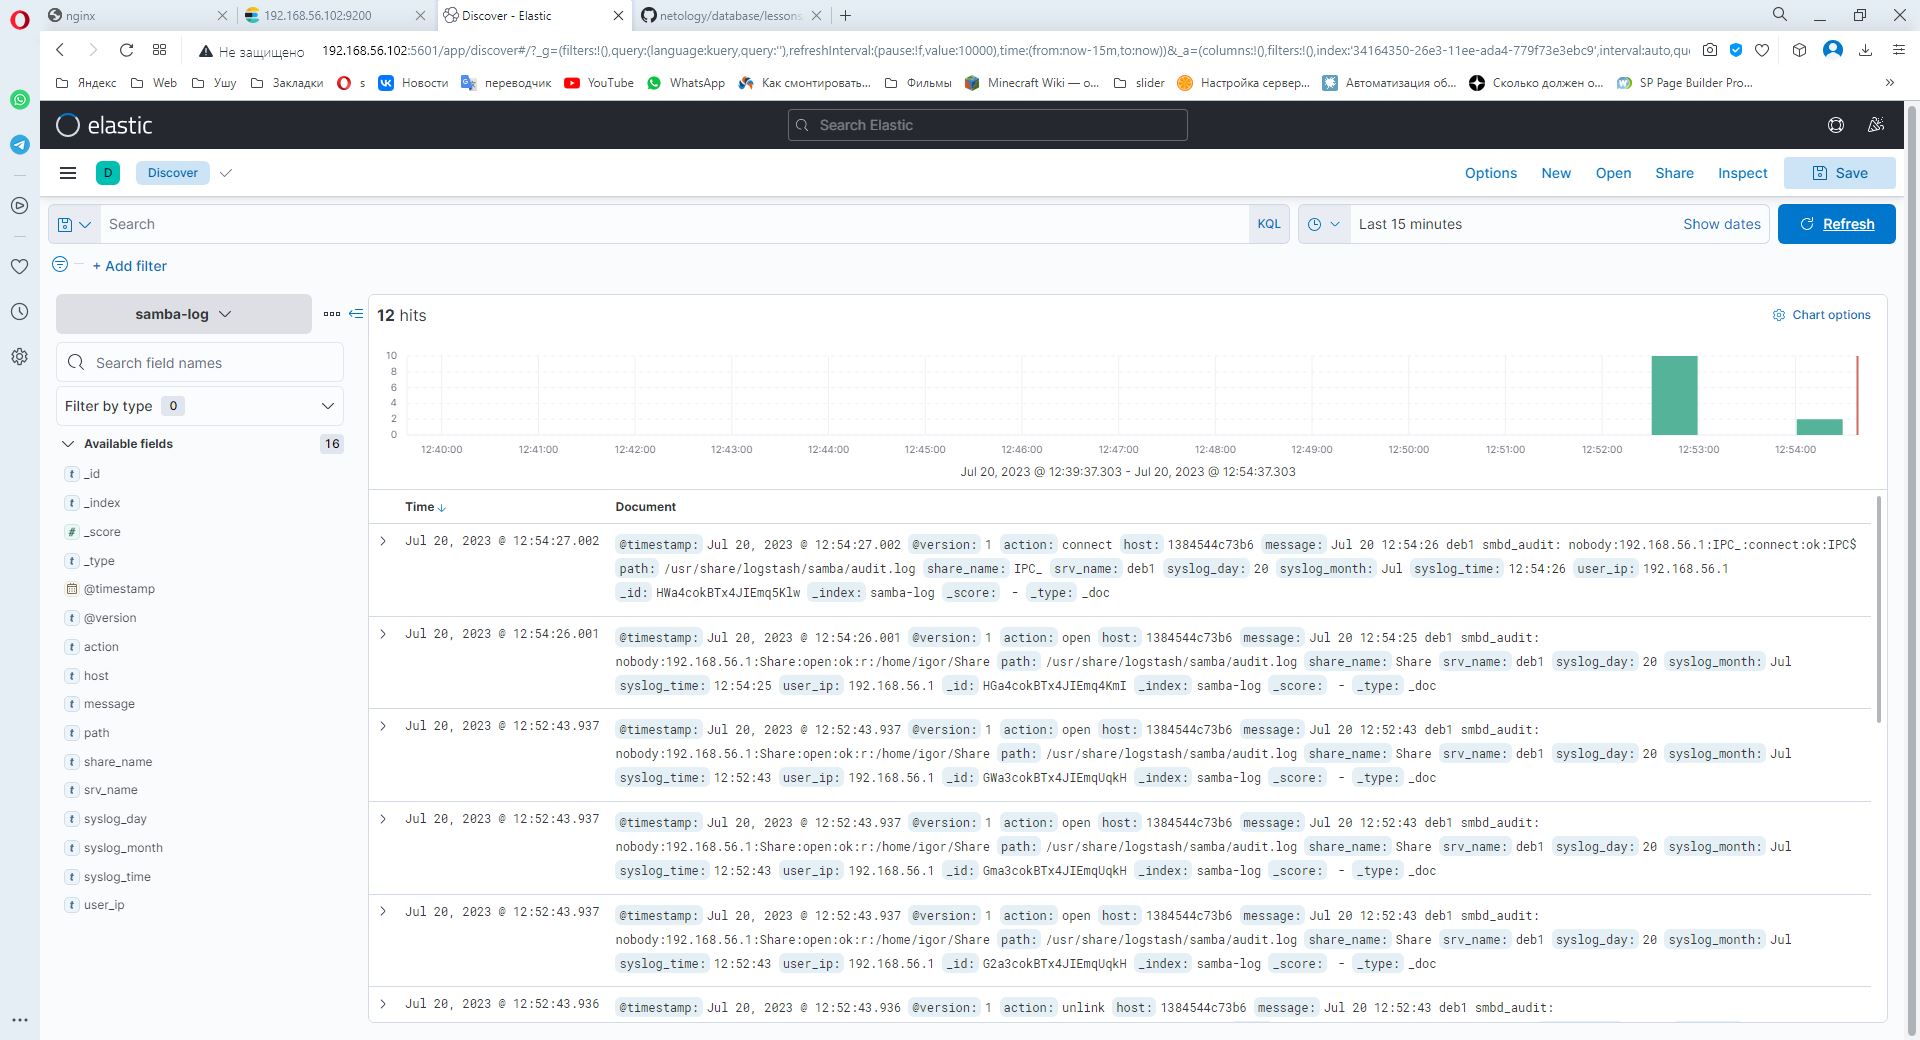 nginx
192.168.56.102:9200
Discover - Elastic
netology/database/lessons
Не защищено
192.168.56.102:5601/app/discover#/?_g=(filters:!(),query:(language:kuery,query:''),refreshInterval:(pause:!f,value:10000),time:(from:now-15m,to:now))&_a=(columns:!(),filters:!(),index:'34164350-26e3-11ee-ada4-779f73e3ebc9',interval:auto,qu
Яндекс Web Ушу Закладки s Новости переводчик YouTube WhatsApp Как смонтировать... Фильмы Minecraft Wiki — о... slider Настройка сервер... Автоматизация об... Сколько должен о... SP Page Builder Pro... »
elastic
Search Elastic
D Discover
Options New Open Share Inspect Save
Search KQL Last 15 minutes Show dates Refresh
+ Add filter
samba-log
Search field names
Filter by type 0
Available fields 16
t _id
t _index
# _score
t _type
@timestamp
t @version
t action
t host
t message
t path
t share_name
t srv_name
t syslog_day
t syslog_month
t syslog_time
t user_ip
12 hits
Chart options
10
8
6
4
2
0
12:40:00 12:41:00 12:42:00 12:43:00 12:44:00 12:45:00 12:46:00 12:47:00 12:48:00 12:49:00 12:50:00 12:51:00 12:52:00 12:53:00 12:54:00
Jul 20, 2023 @ 12:39:37.303 - Jul 20, 2023 @ 12:54:37.303
Time Document
Jul 20, 2023 @ 12:54:27.002 @timestamp: Jul 20, 2023 @ 12:54:27.002 @version: 1 action: connect host: 1384544c73b6 message: Jul 20 12:54:26 deb1 smbd_audit: nobody:192.168.56.1:IPC_:connect:ok:IPC$
path: /usr/share/logstash/samba/audit.log share_name: IPC_ srv_name: deb1 syslog_day: 20 syslog_month: Jul syslog_time: 12:54:26 user_ip: 192.168.56.1
_id: HWa4cokBTx4JIEmq5Klw _index: samba-log _score: - _type: _doc
Jul 20, 2023 @ 12:54:26.001 @timestamp: Jul 20, 2023 @ 12:54:26.001 @version: 1 action: open host: 1384544c73b6 message: Jul 20 12:54:25 deb1 smbd_audit:
nobody:192.168.56.1:Share:open:ok:r:/home/igor/Share path: /usr/share/logstash/samba/audit.log share_name: Share srv_name: deb1 syslog_day: 20 syslog_month: Jul
syslog_time: 12:54:25 user_ip: 192.168.56.1 _id: HGa4cokBTx4JIEmq4KmI _index: samba-log _score: - _type: _doc
Jul 20, 2023 @ 12:52:43.937 @timestamp: Jul 20, 2023 @ 12:52:43.937 @version: 1 action: open host: 1384544c73b6 message: Jul 20 12:52:43 deb1 smbd_audit:
nobody:192.168.56.1:Share:open:ok:r:/home/igor/Share path: /usr/share/logstash/samba/audit.log share_name: Share srv_name: deb1 syslog_day: 20 syslog_month: Jul
syslog_time: 12:52:43 user_ip: 192.168.56.1 _id: GWa3cokBTx4JIEmqUqkH _index: samba-log _score: - _type: _doc
Jul 20, 2023 @ 12:52:43.937 @timestamp: Jul 20, 2023 @ 12:52:43.937 @version: 1 action: open host: 1384544c73b6 message: Jul 20 12:52:43 deb1 smbd_audit:
nobody:192.168.56.1:Share:open:ok:r:/home/igor/Share path: /usr/share/logstash/samba/audit.log share_name: Share srv_name: deb1 syslog_day: 20 syslog_month: Jul
syslog_time: 12:52:43 user_ip: 192.168.56.1 _id: Gma3cokBTx4JIEmqUqkH _index: samba-log _score: - _type: _doc
Jul 20, 2023 @ 12:52:43.937 @timestamp: Jul 20, 2023 @ 12:52:43.937 @version: 1 action: open host: 1384544c73b6 message: Jul 20 12:52:43 deb1 smbd_audit:
nobody:192.168.56.1:Share:open:ok:r:/home/igor/Share path: /usr/share/logstash/samba/audit.log share_name: Share srv_name: deb1 syslog_day: 20 syslog_month: Jul
syslog_time: 12:52:43 user_ip: 192.168.56.1 _id: G2a3cokBTx4JIEmqUqkH _index: samba-log _score: - _type: _doc
Jul 20, 2023 @ 12:52:43.936 @timestamp: Jul 20, 2023 @ 12:52:43.936 @version: 1 action: unlink host: 1384544c73b6 message: Jul 20 12:52:43 deb1 smbd_audit: